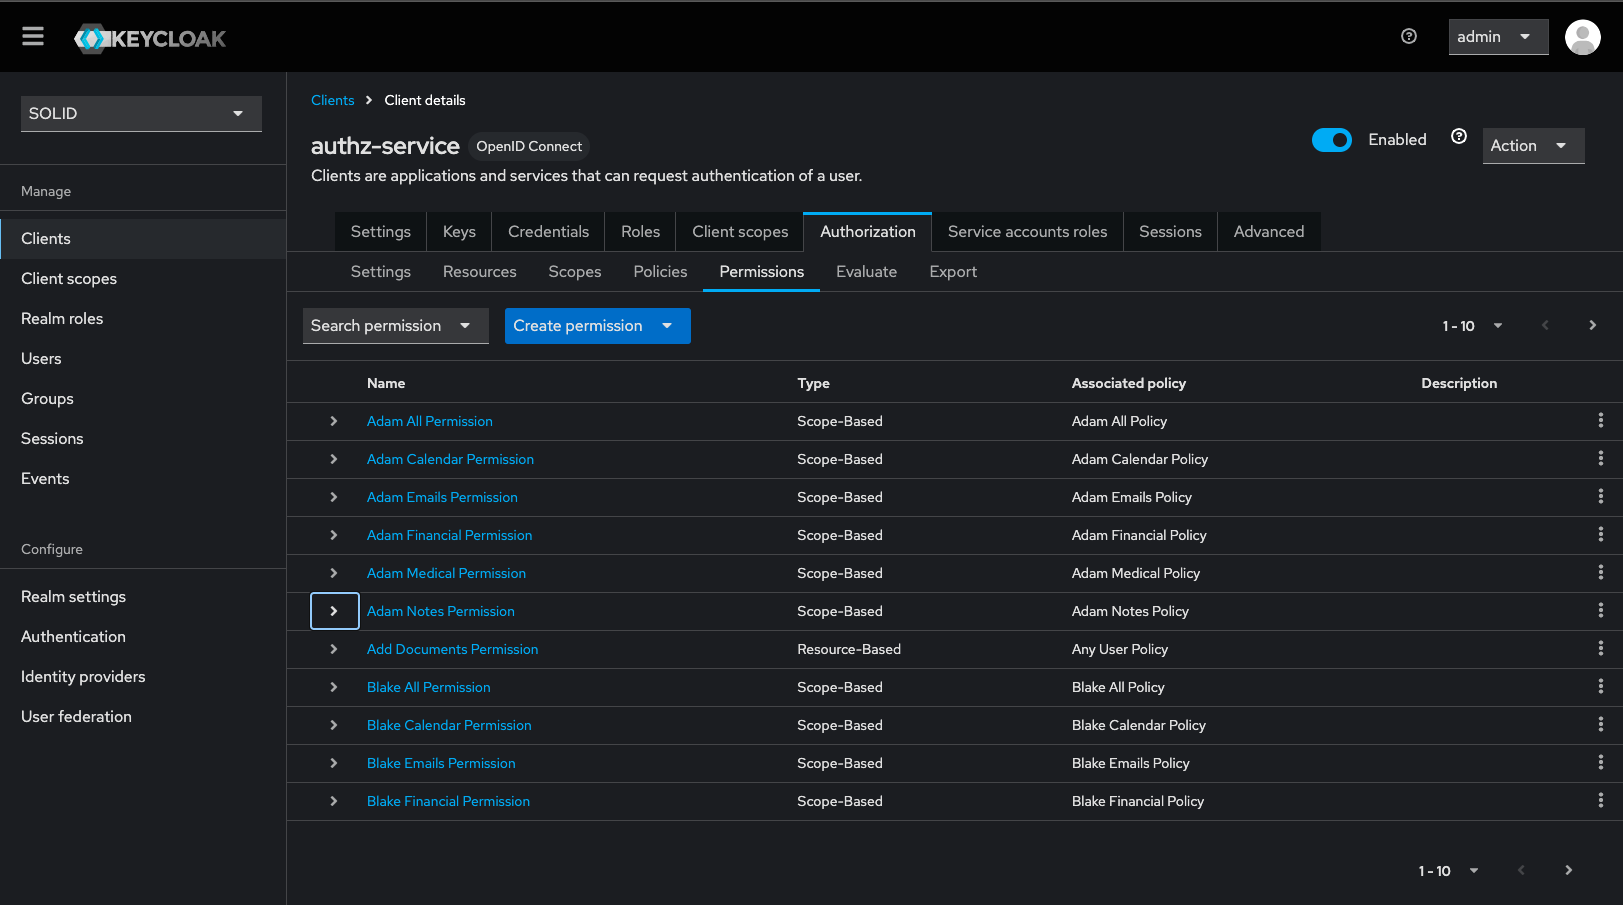 KEYCLOAK
admin
SOLID
Manage
Clients
Client scopes
Realm roles
Users
Groups
Sessions
Events
Configure
Realm settings
Authentication
Identity providers
User federation
Clients Client details
authz-service OpenID Connect
Enabled
Action
Clients are applications and services that can request authentication of a user.
Settings Keys Credentials Roles Client scopes Authorization Service accounts roles Sessions Advanced
Settings Resources Scopes Policies Permissions Evaluate Export
Search permission Create permission 1 - 10
Name Type Associated policy Description
Adam All Permission Scope-Based Adam All Policy
Adam Calendar Permission Scope-Based Adam Calendar Policy
Adam Emails Permission Scope-Based Adam Emails Policy
Adam Financial Permission Scope-Based Adam Financial Policy
Adam Medical Permission Scope-Based Adam Medical Policy
Adam Notes Permission Scope-Based Adam Notes Policy
Add Documents Permission Resource-Based Any User Policy
Blake All Permission Scope-Based Blake All Policy
Blake Calendar Permission Scope-Based Blake Calendar Policy
Blake Emails Permission Scope-Based Blake Emails Policy
Blake Financial Permission Scope-Based Blake Financial Policy
1 - 10